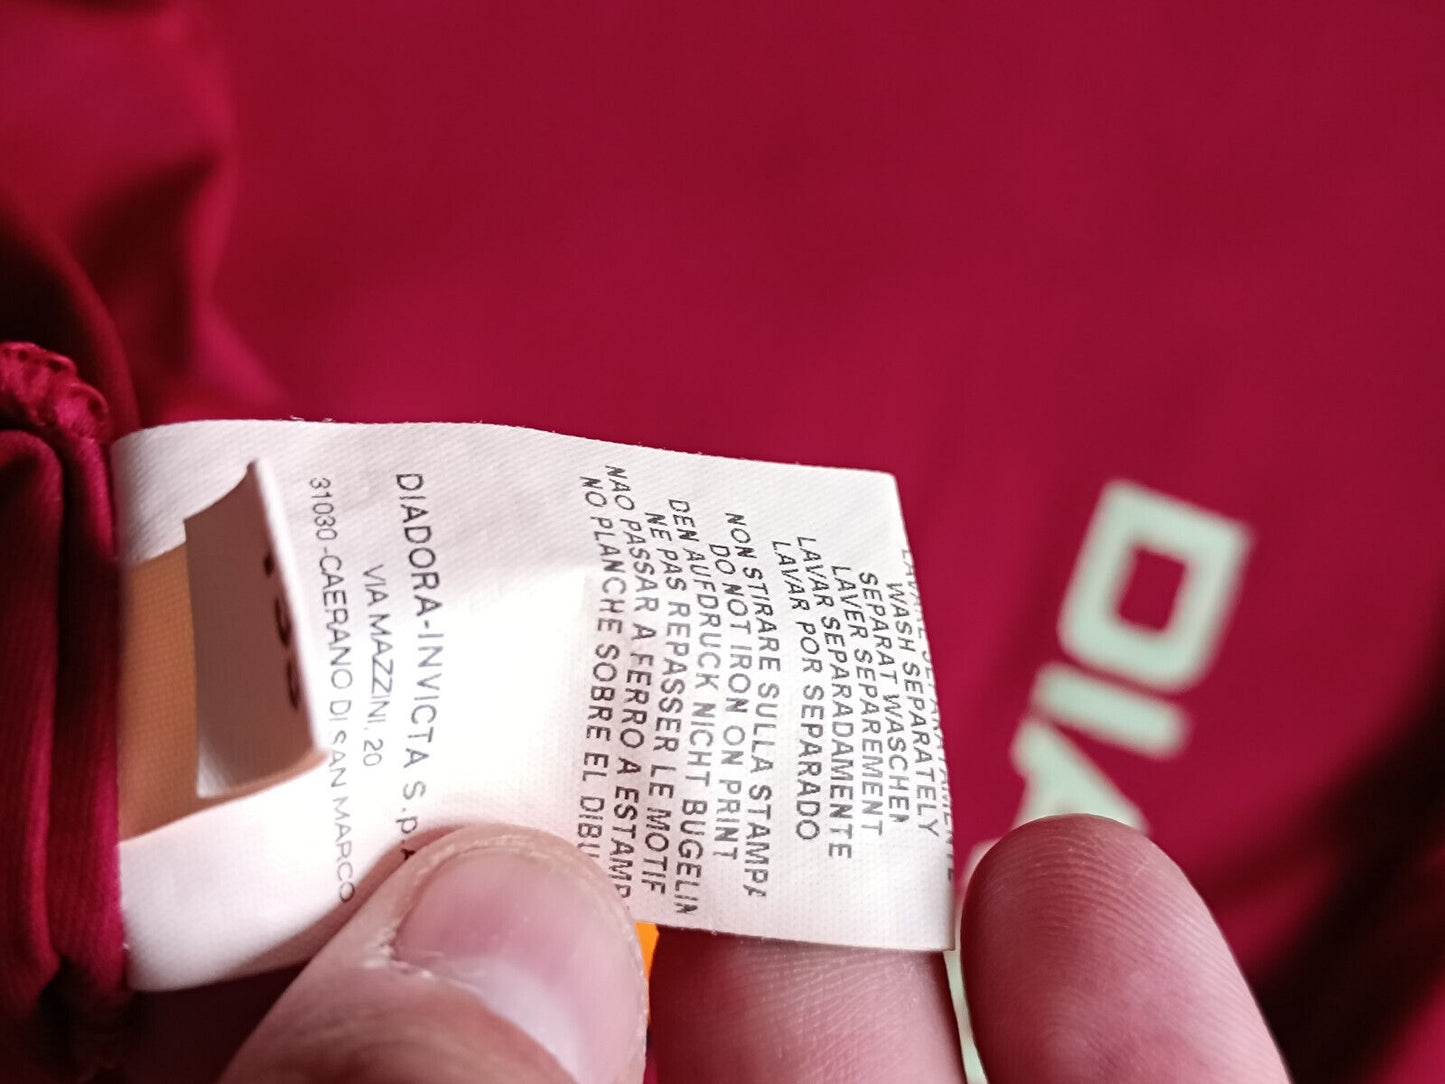 WASH SEPARATELY
SEPARAT WASCHEN
LAVER SEPAREMENT
LAVAR SEPARADAMENTE
LAVAR POR SEPARADO
NON STIRARE SULLA STAMPA
DO NOT IRON ON PRINT
DEN AUFDRUCK NICHT BUGELIN
NE PAS REPASSER LE MOTIF
NAO PASSAR A FERRO A ESTAMP
NO PLANCHE SOBRE EL DIBU
DIADORA-INVICTA S.p.A
VIA MAZZINI, 20
31030-CAERANO DI SAN MARCO
DIA